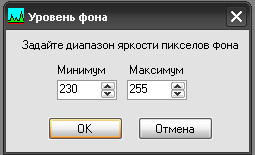 Уровень фона
Задайте диапазон яркости пикселов фона
Минимум Максимум
230 255
OK Отмена